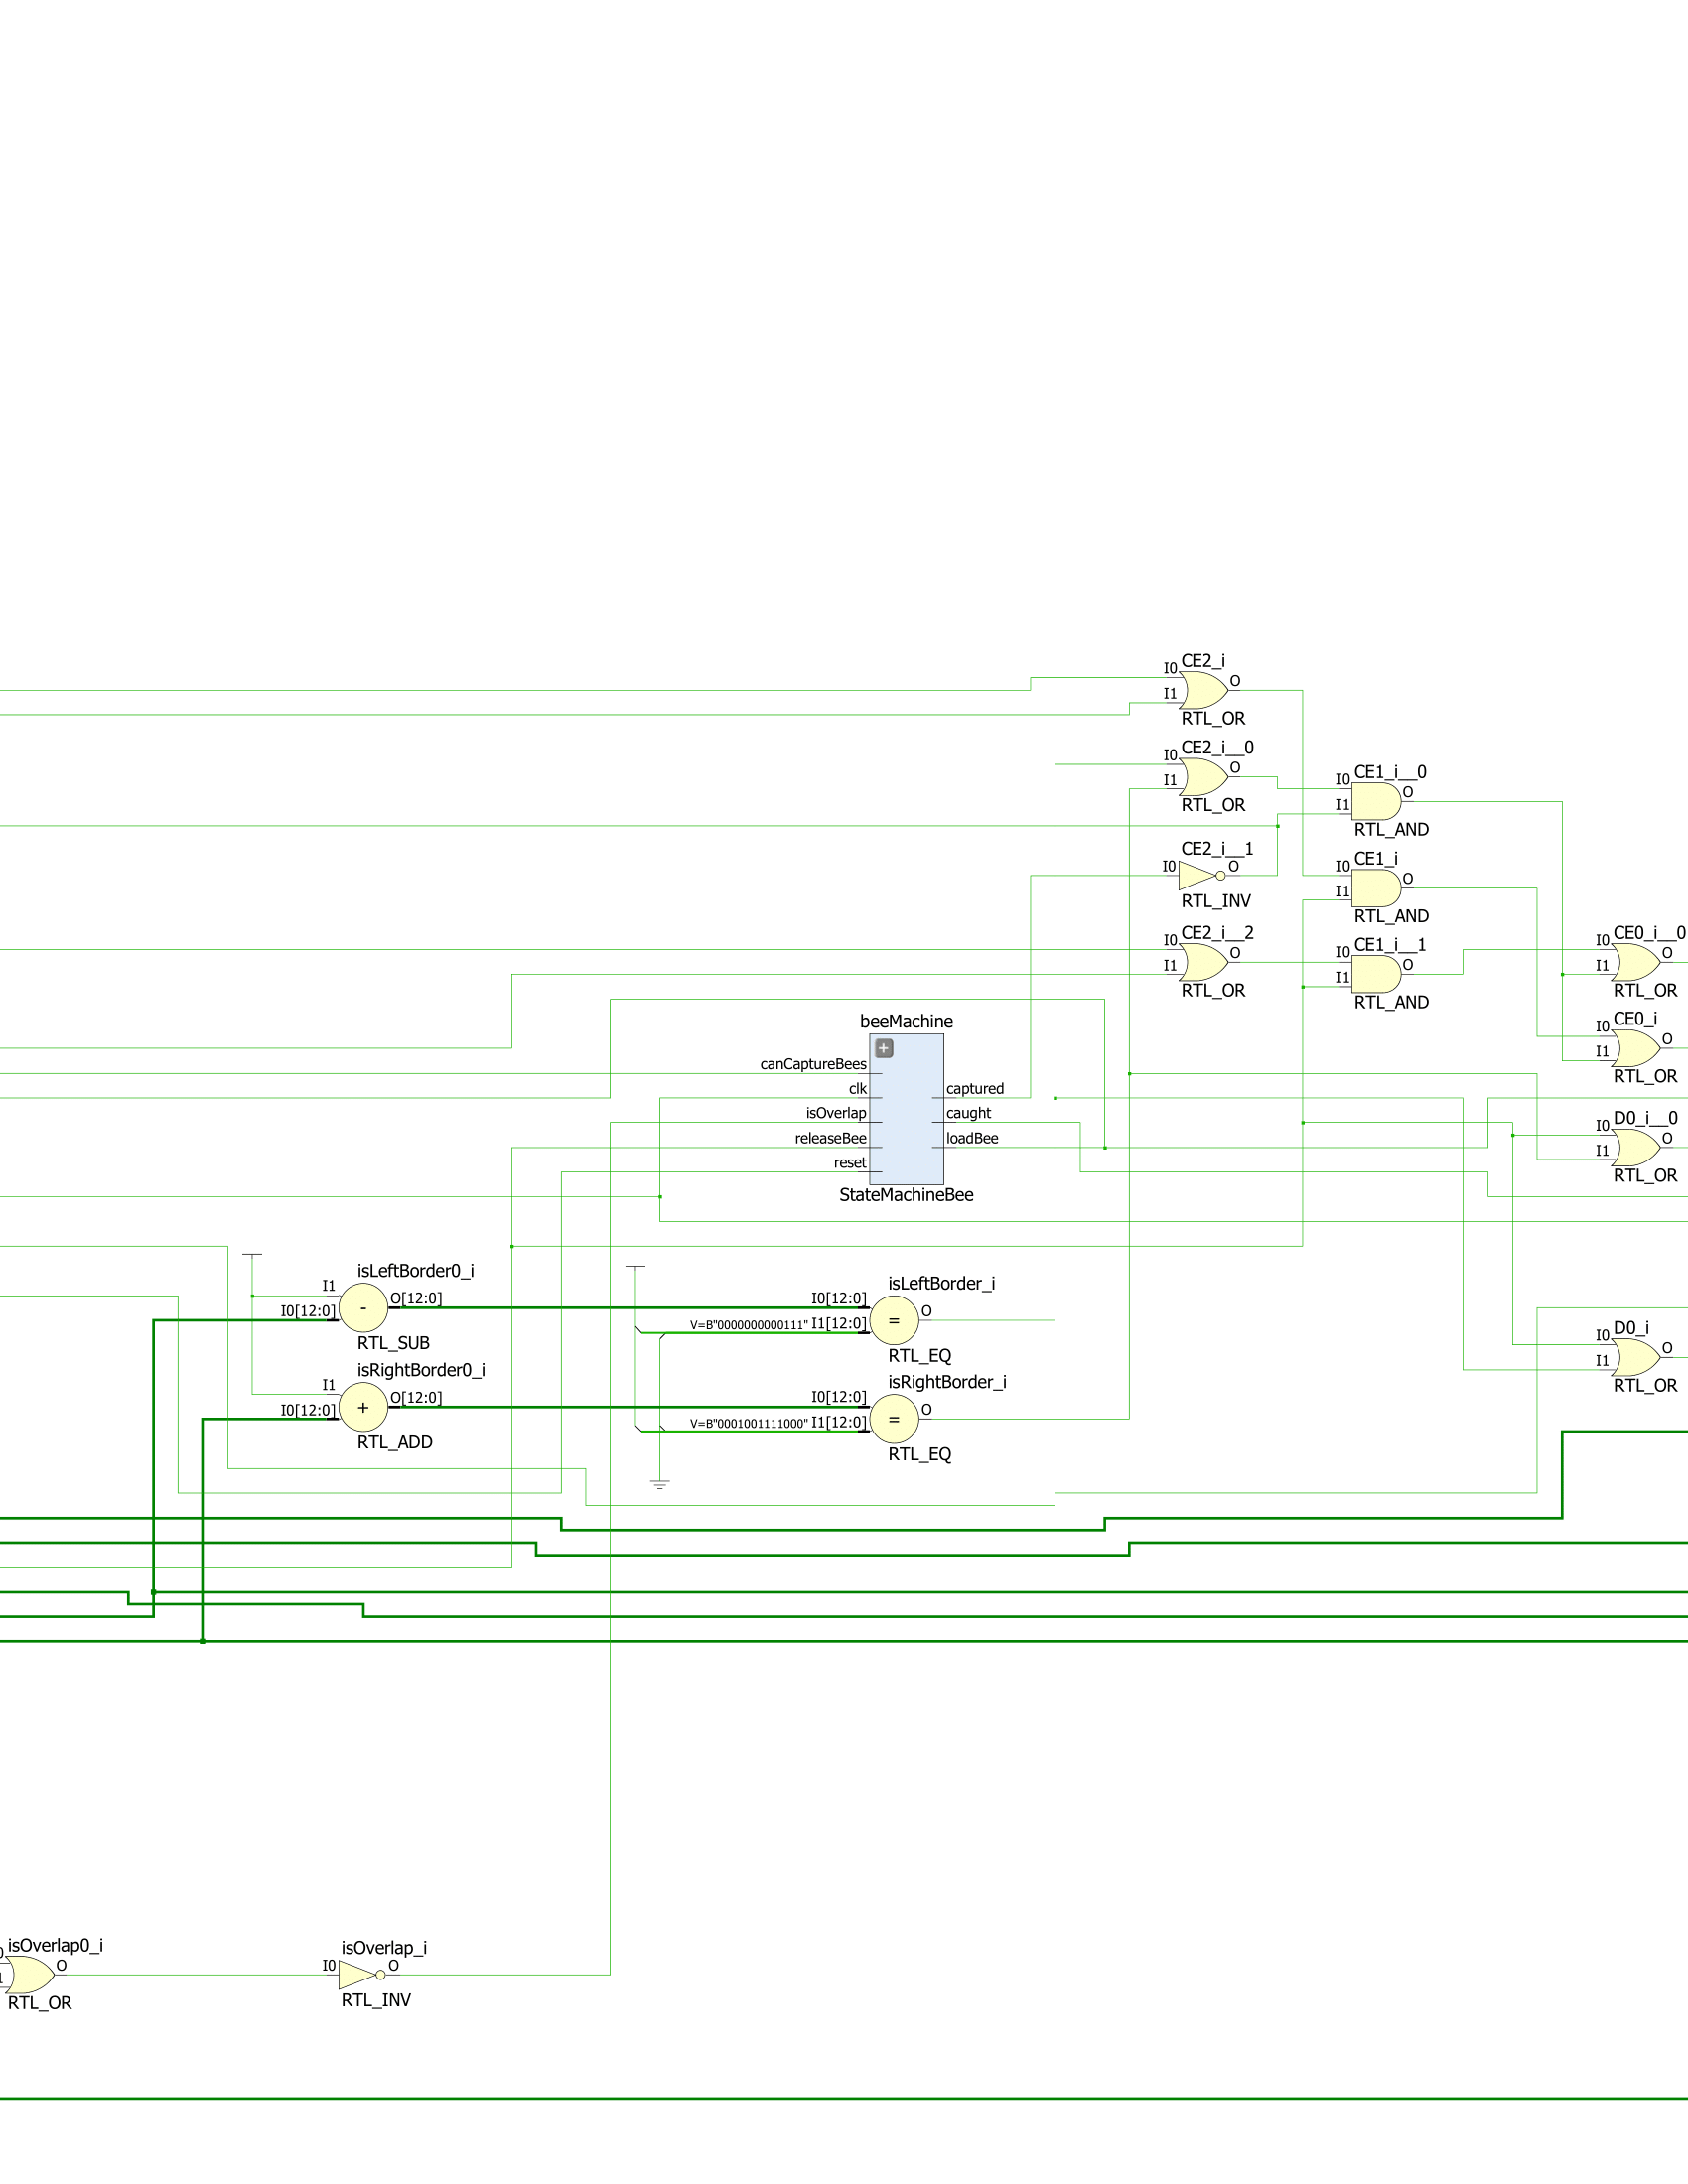 CE2_i
I0
O
I1
RTL_OR
CE2_i__0
I0
O
I1
RTL_OR
CE1_i__0
I0
O
I1
RTL_AND
CE2_i__1
I0
O
RTL_INV
CE1_i
I0
O
I1
RTL_AND
CE2_i__2
I0
O
I1
RTL_OR
CE1_i__1
I0
O
I1
RTL_AND
CE0_i__0
I0
O
I1
RTL_OR
CE0_i
I0
O
I1
RTL_OR
beeMachine
+
canCaptureBees
clk
isOverlap
releaseBee
reset
captured
caught
loadBee
StateMachineBee
D0_i__0
I0
O
I1
RTL_OR
isLeftBorder0_i
I1
I0[12:0]
-
O[12:0]
RTL_SUB
isLeftBorder_i
I0[12:0]
V=B"0000000000111" I1[12:0]
=
O
RTL_EQ
D0_i
I0
O
I1
RTL_OR
isRightBorder0_i
I1
I0[12:0]
+
O[12:0]
RTL_ADD
isRightBorder_i
I0[12:0]
V=B"0001001111000" I1[12:0]
=
O
RTL_EQ
isOverlap0_i
O
RTL_OR
isOverlap_i
I0
O
RTL_INV